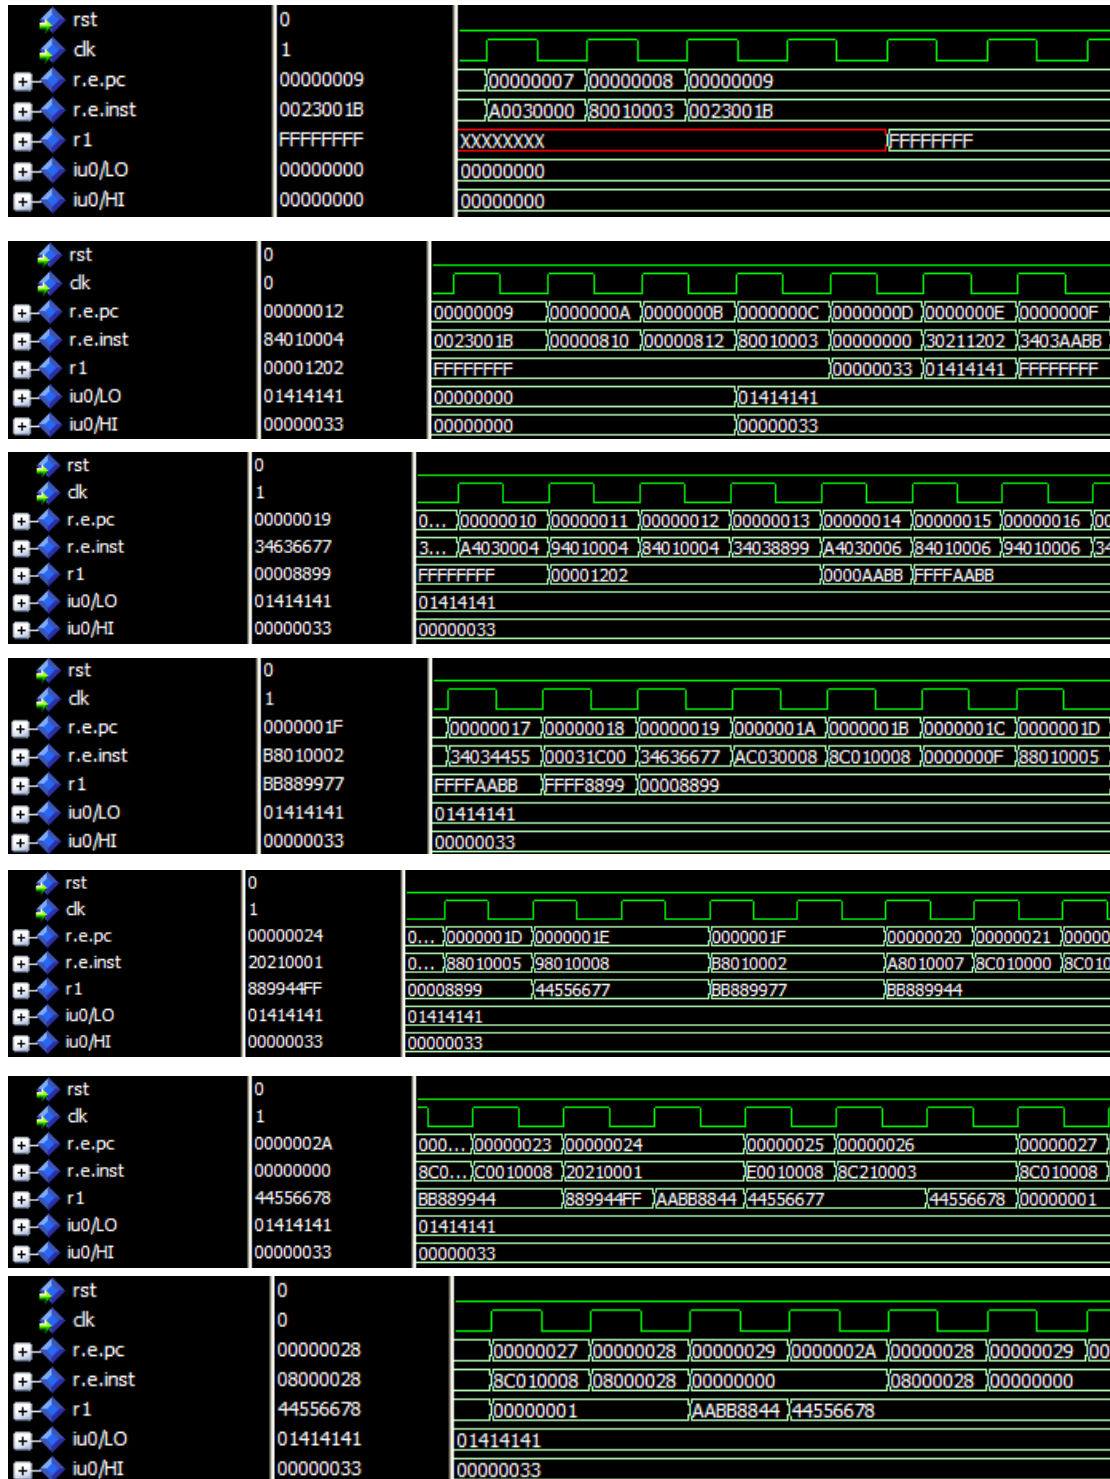 rst 0
clk 1
r.e.pc 00000009 00000007 00000008 00000009
r.e.inst 0023001B A0030000 80010003 0023001B
r1 FFFFFFFF XXXXXXXX FFFFFFFF
iu0/LO 00000000 00000000
iu0/HI 00000000 00000000
rst 0
clk 0
r.e.pc 00000012 00000009 0000000A 0000000B 0000000C 0000000D 0000000E 0000000F
r.e.inst 84010004 0023001B 00000810 00000812 80010003 00000000 30211202 3403AABB
r1 00001202 FFFFFFFF 00000033 01414141 FFFFFFFF
iu0/LO 01414141 00000000 01414141
iu0/HI 00000033 00000000 00000033
rst 0
clk 1
r.e.pc 00000019 0... 00000010 00000011 00000012 00000013 00000014 00000015 00000016 00
r.e.inst 34636677 3... A4030004 94010004 84010004 34038899 A4030006 84010006 94010006 34
r1 00008899 FFFFFFFF 00001202 0000AABB FFFFAABB
iu0/LO 01414141 01414141
iu0/HI 00000033 00000033
rst 0
clk 1
r.e.pc 0000001F 00000017 00000018 00000019 0000001A 0000001B 0000001C 0000001D
r.e.inst B8010002 34034455 00031C00 34636677 AC030008 8C010008 0000000F 88010005
r1 BB889977 FFFFAABB FFFF8899 00008899
iu0/LO 01414141 01414141
iu0/HI 00000033 00000033
rst 0
clk 1
r.e.pc 00000024 0... 0000001D 0000001E 0000001F 00000020 00000021 00000
r.e.inst 20210001 0... 88010005 98010008 B8010002 A8010007 8C010000 8C010
r1 889944FF 00008899 44556677 BB889977 BB889944
iu0/LO 01414141 01414141
iu0/HI 00000033 00000033
rst 0
clk 1
r.e.pc 0000002A 000... 00000023 00000024 00000025 00000026 00000027
r.e.inst 00000000 8C0... C0010008 20210001 E0010008 8C210003 8C010008
r1 44556678 BB889944 889944FF AABB8844 44556677 44556678 00000001
iu0/LO 01414141 01414141
iu0/HI 00000033 00000033
rst 0
clk 0
r.e.pc 00000028 00000027 00000028 00000029 0000002A 00000028 00000029 00
r.e.inst 08000028 8C010008 08000028 00000000 08000028 00000000
r1 44556678 00000001 AABB8844 44556678
iu0/LO 01414141 01414141
iu0/HI 00000033 00000033